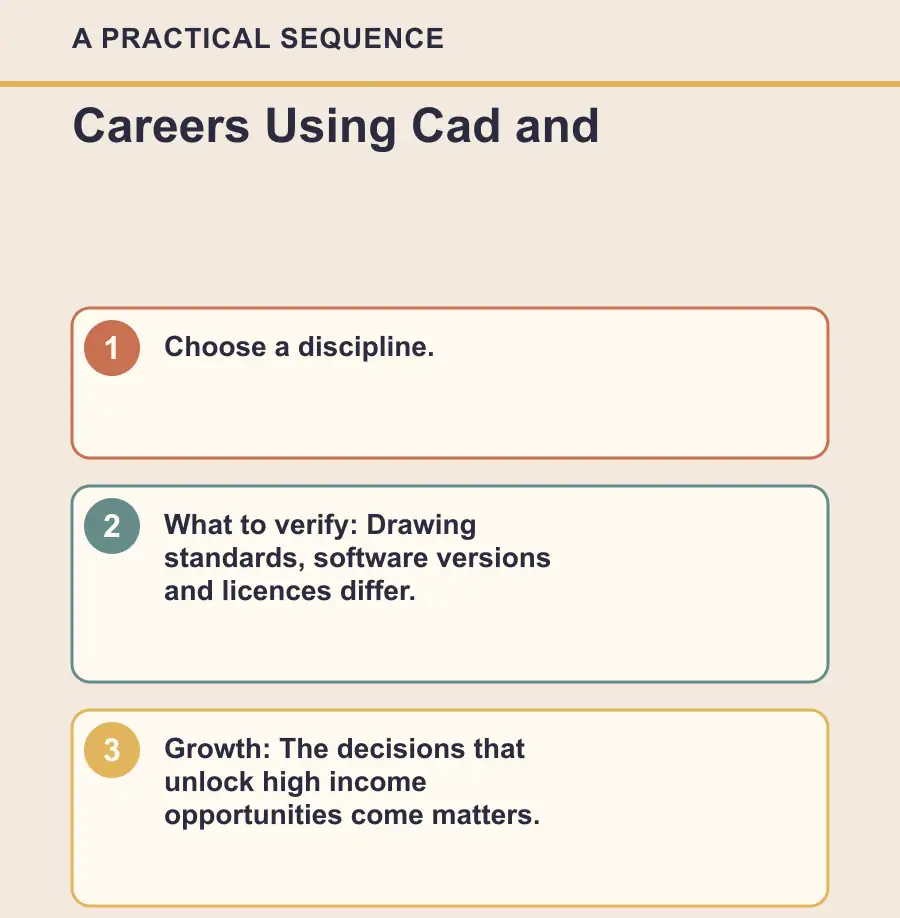 A PRACTICAL SEQUENCE
Careers Using Cad and
1
Choose a discipline.
2
What to verify: Drawing
standards, software versions
and licences differ.
3
Growth: The decisions that
unlock high income
opportunities come matters.